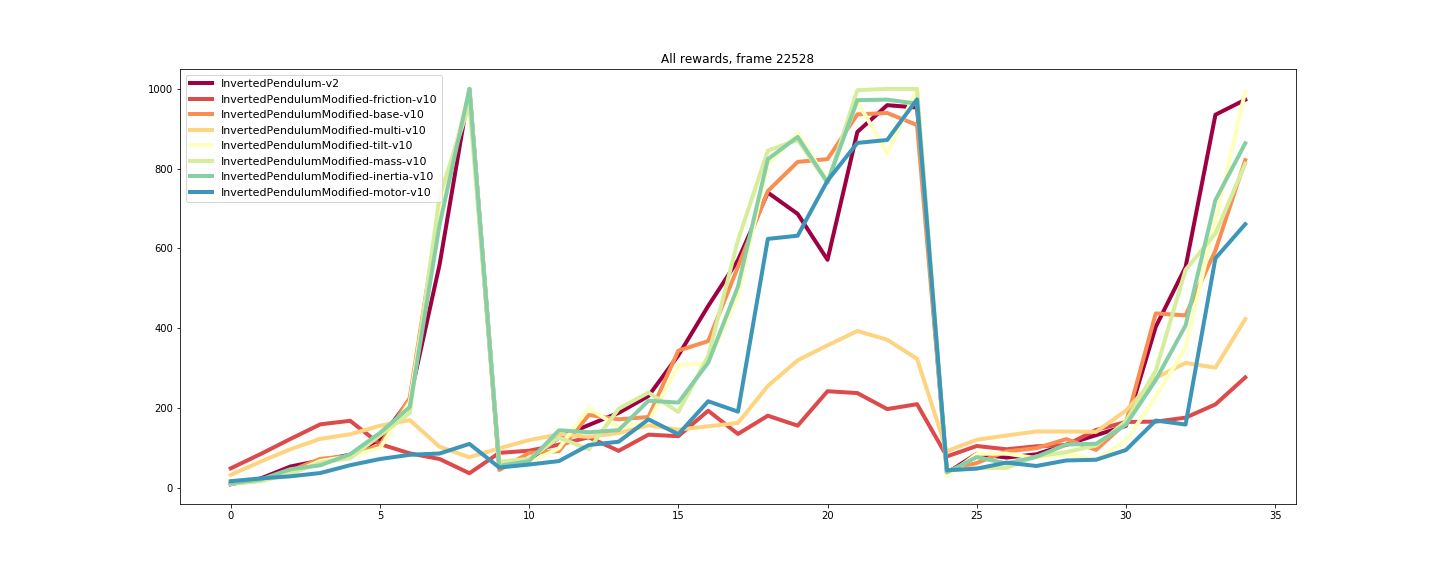 All rewards, frame 22528
1000
800
600
400
200
0
InvertedPendulum-v2
InvertedPendulumModified-friction-v10
InvertedPendulumModified-base-v10
InvertedPendulumModified-multi-v10
InvertedPendulumModified-tilt-v10
InvertedPendulumModified-mass-v10
InvertedPendulumModified-inertia-v10
InvertedPendulumModified-motor-v10
0 5 10 15 20 25 30 35